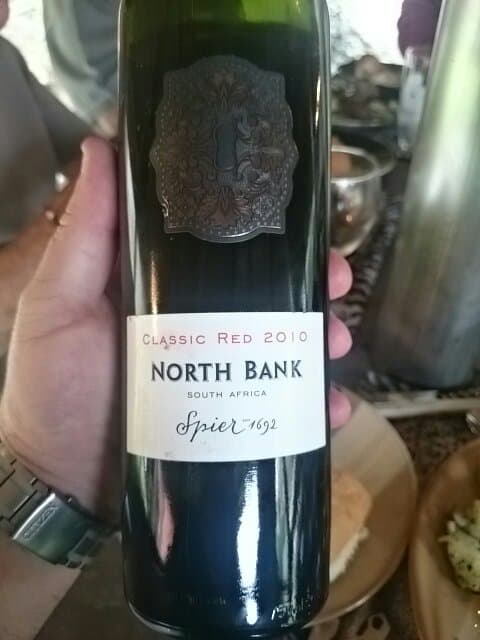 CLASSIC RED 2010
NORTH BANK
SOUTH AFRICA
Spier 1692